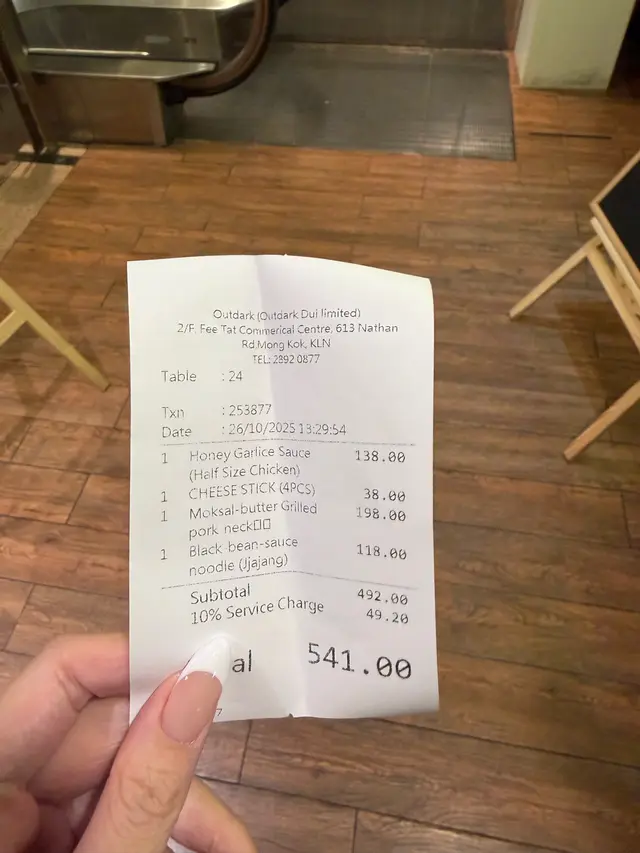 Outdark (Outdark Dui limited)
2/F. Fee Tat Commerical Centre, 613 Nathan
Rd,Mong Kok, KLN
TEL: 2892 0877
Table : 24
Txn : 253877
Date : 26/10/2025 13:29:54
1 Honey Garlice Sauce 138.00
(Half Size Chicken)
1 CHEESE STICK (4PCS) 38.00
1 Moksal-butter Grilled 198.00
pork neck□□
1 Black-bean-sauce 118.00
noodle (Jjajang)
Subtotal 492.00
10% Service Charge 49.20
al 541.00